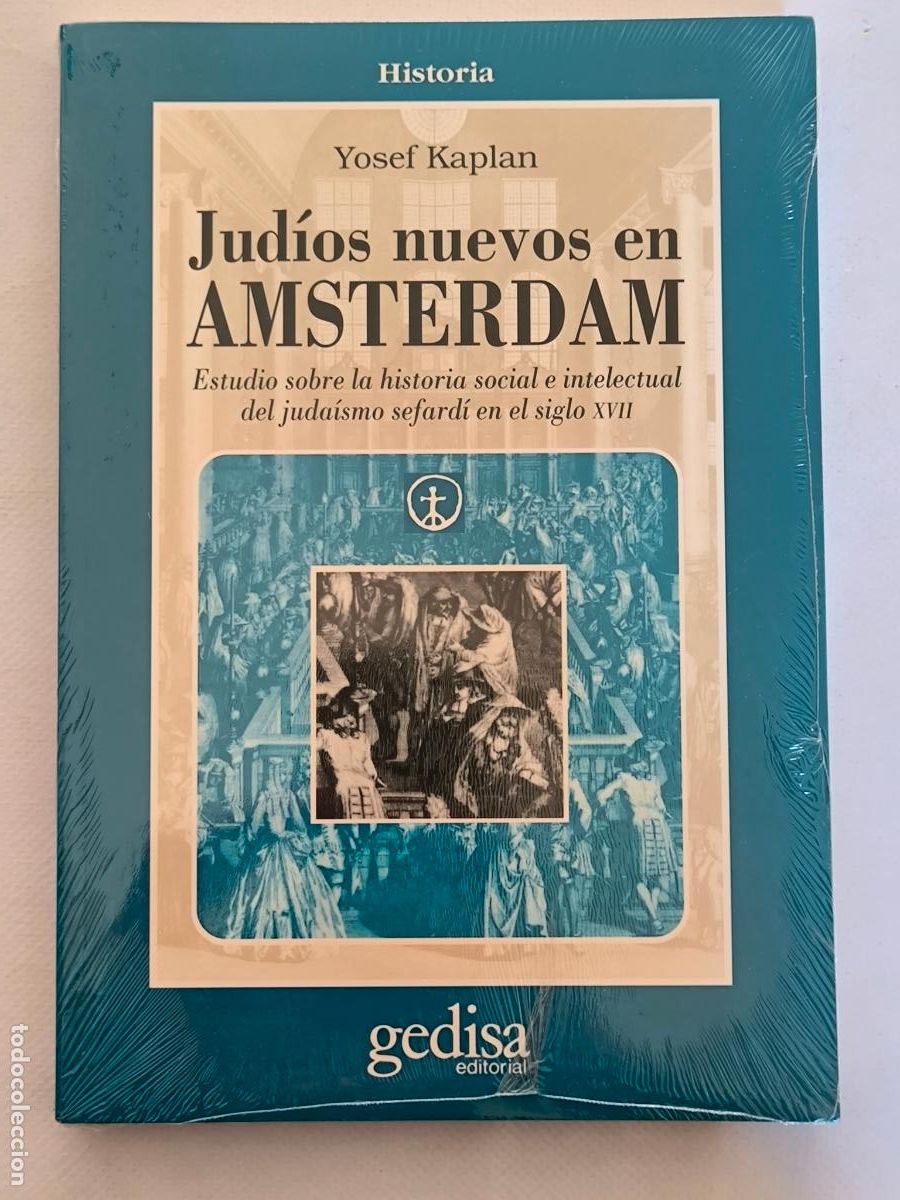 Historia
Yosef Kaplan
Judíos nuevos en
AMSTERDAM
Estudio sobre la historia social e intelectual
del judaísmo sefardí en el siglo XVII
gedisa
editorial
todocoleccion